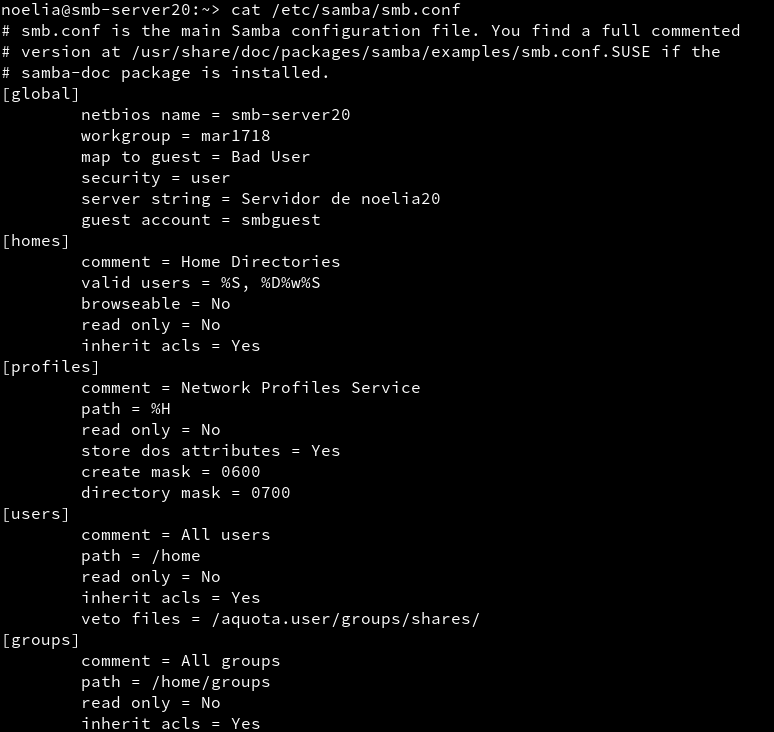 noelia@smb-server20:~> cat /etc/samba/smb.conf
# smb.conf is the main Samba configuration file. You find a full commented
# version at /usr/share/doc/packages/samba/examples/smb.conf.SUSE if the
# samba-doc package is installed.
[global]
        netbios name = smb-server20
        workgroup = mar1718
        map to guest = Bad User
        security = user
        server string = Servidor de noelia20
        guest account = smbguest
[homes]
        comment = Home Directories
        valid users = %S, %D%w%S
        browseable = No
        read only = No
        inherit acls = Yes
[profiles]
        comment = Network Profiles Service
        path = %H
        read only = No
        store dos attributes = Yes
        create mask = 0600
        directory mask = 0700
[users]
        comment = All users
        path = /home
        read only = No
        inherit acls = Yes
        veto files = /aquota.user/groups/shares/
[groups]
        comment = All groups
        path = /home/groups
        read only = No
        inherit acls = Yes